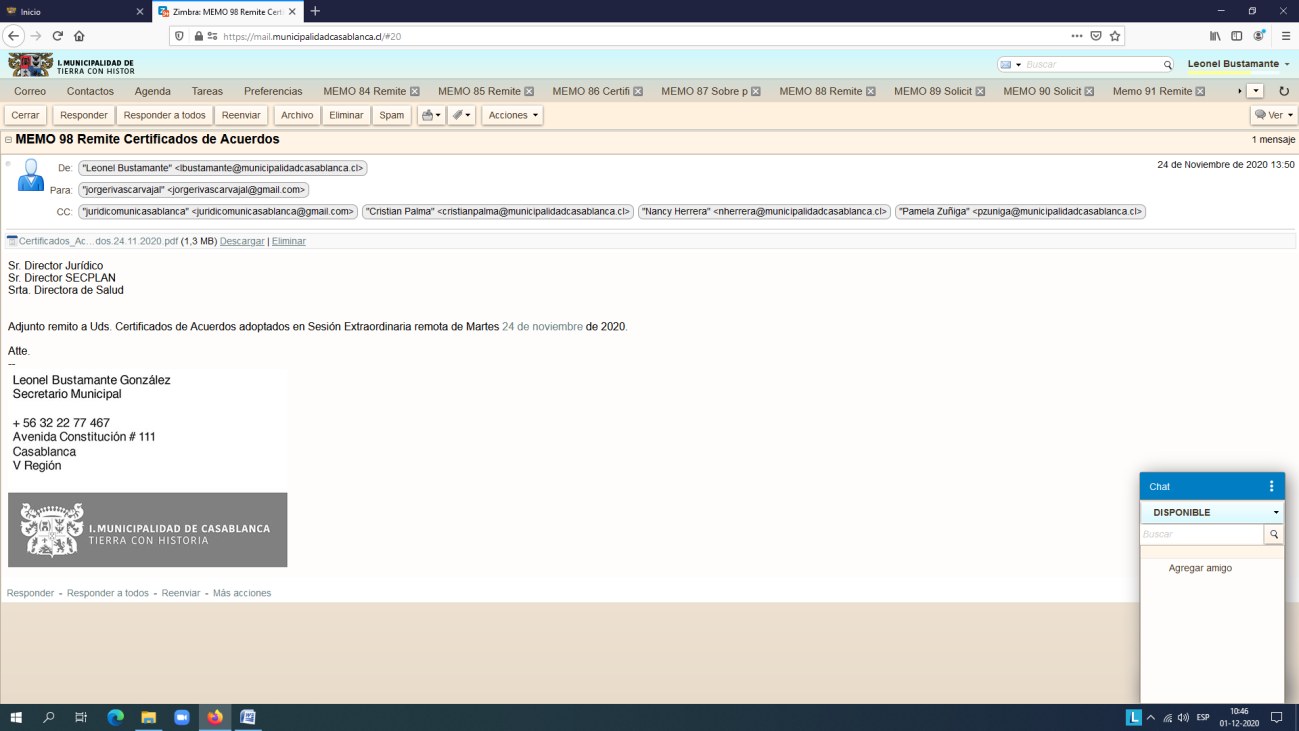 Inicio
Zimbra: MEMO 98 Remite Certi
https://mail.municipalidadcasablanca.cl/#20
I.MUNICIPALIDAD DE
TIERRA CON HISTOR
Buscar
Leonel Bustamante
Correo Contactos Agenda Tareas Preferencias MEMO 84 Remite MEMO 85 Remite MEMO 86 Certifi MEMO 87 Sobre p MEMO 88 Remite MEMO 89 Solicit MEMO 90 Solicit Memo 91 Remite
Cerrar Responder Responder a todos Reenviar Archivo Eliminar Spam Acciones Ver
MEMO 98 Remite Certificados de Acuerdos 1 mensaje
De: "Leonel Bustamante" <lbustamante@municipalidadcasablanca.cl> 24 de Noviembre de 2020 13:50
Para: "jorgerivascarvajal" <jorgerivascarvajal@gmail.com>
CC: "juridicomunicasablanca" <juridicomunicasablanca@gmail.com> "Cristian Palma" <cristianpalma@municipalidadcasablanca.cl> "Nancy Herrera" <nherrera@municipalidadcasablanca.cl> "Pamela Zuñiga" <pzuniga@municipalidadcasablanca.cl>
Certificados_Ac...dos.24.11.2020.pdf (1,3 MB) Descargar | Eliminar
Sr. Director Jurídico
Sr. Director SECPLAN
Srta. Directora de Salud
Adjunto remito a Uds. Certificados de Acuerdos adoptados en Sesión Extraordinaria remota de Martes 24 de noviembre de 2020.
Atte.
--
Leonel Bustamante González
Secretario Municipal
+ 56 32 22 77 467
Avenida Constitución # 111
Casablanca
V Región
I.MUNICIPALIDAD DE CASABLANCA
TIERRA CON HISTORIA
Responder - Responder a todos - Reenviar - Más acciones
Chat
DISPONIBLE
Buscar
Agregar amigo
L ESP 10:46
01-12-2020